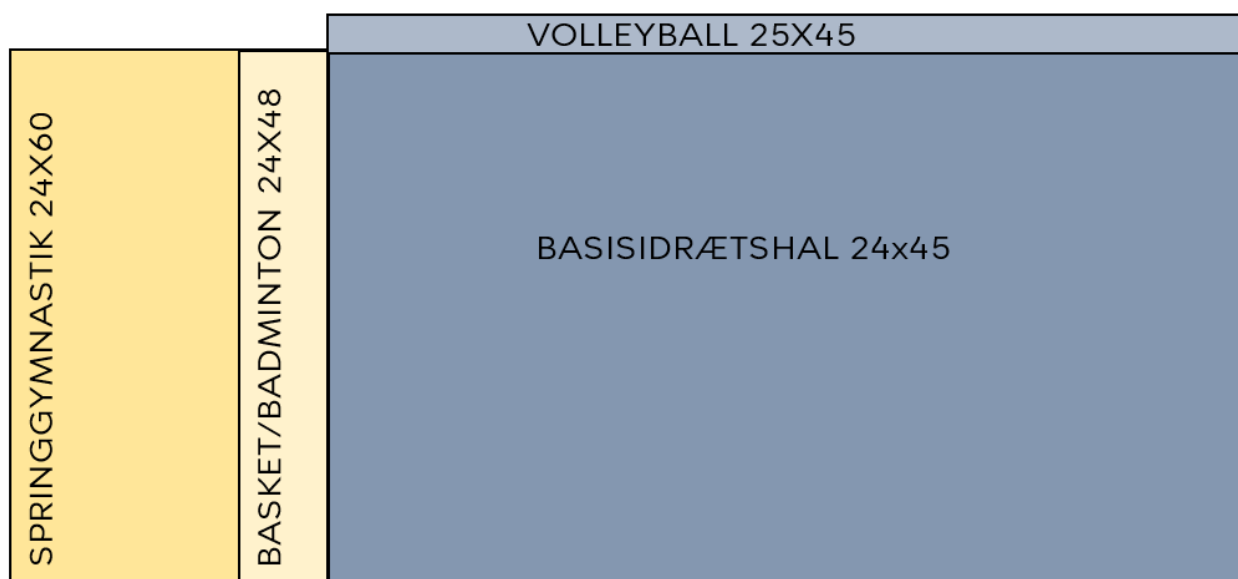 VOLLEYBALL 25X45
SPRINGGYMNASTIK 24X60
BASKET/BADMINTON 24X48
BASISIDRÆTSHAL 24x45